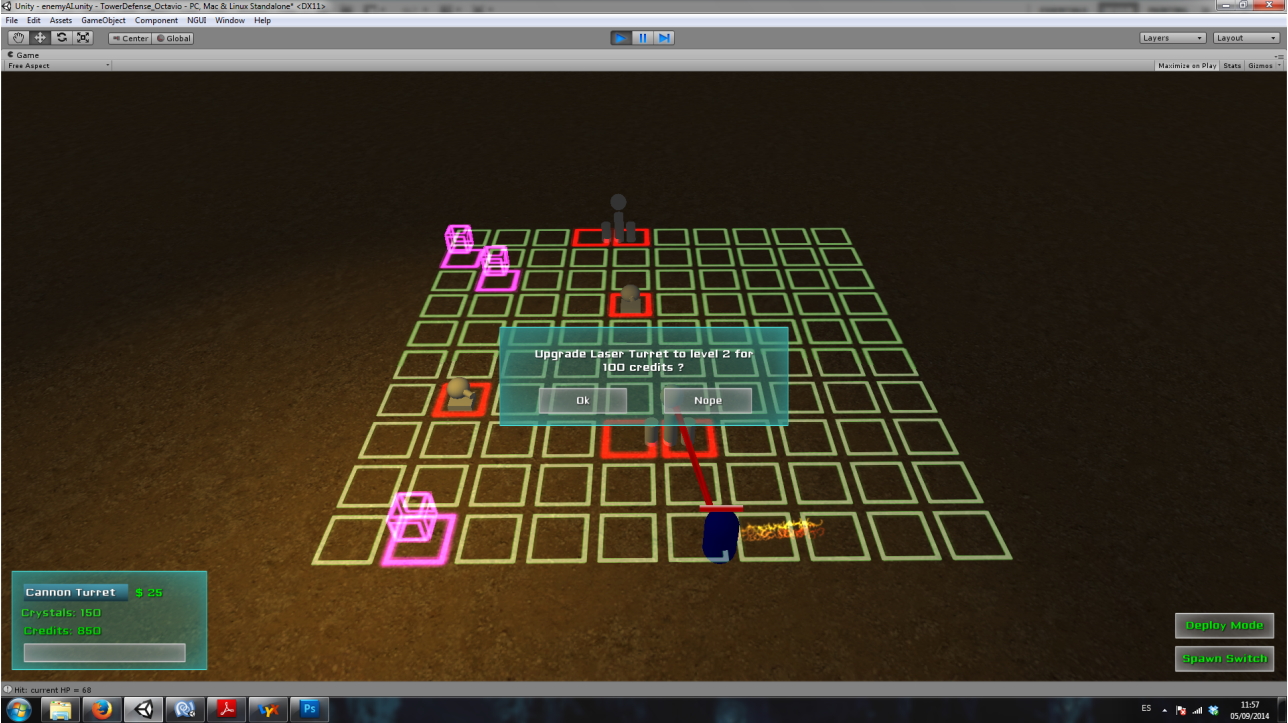 Unity - enemyAI.unity - TowerDefense_Octavio - PC, Mac & Linux Standalone* <DX11>
File Edit Assets GameObject Component NGUI Window Help
Center Global Layers Layout
Game
Free Aspect Maximize on Play Stats Gizmos
Upgrade Laser Turret to level 2 for
100 credits ?
Ok Nope
Cannon Turret $ 25
Crystals: 150
Credits: 850
Deploy Mode
Spawn Switch
Hit: current HP = 68
Ps
ES 11:57
05/09/2014